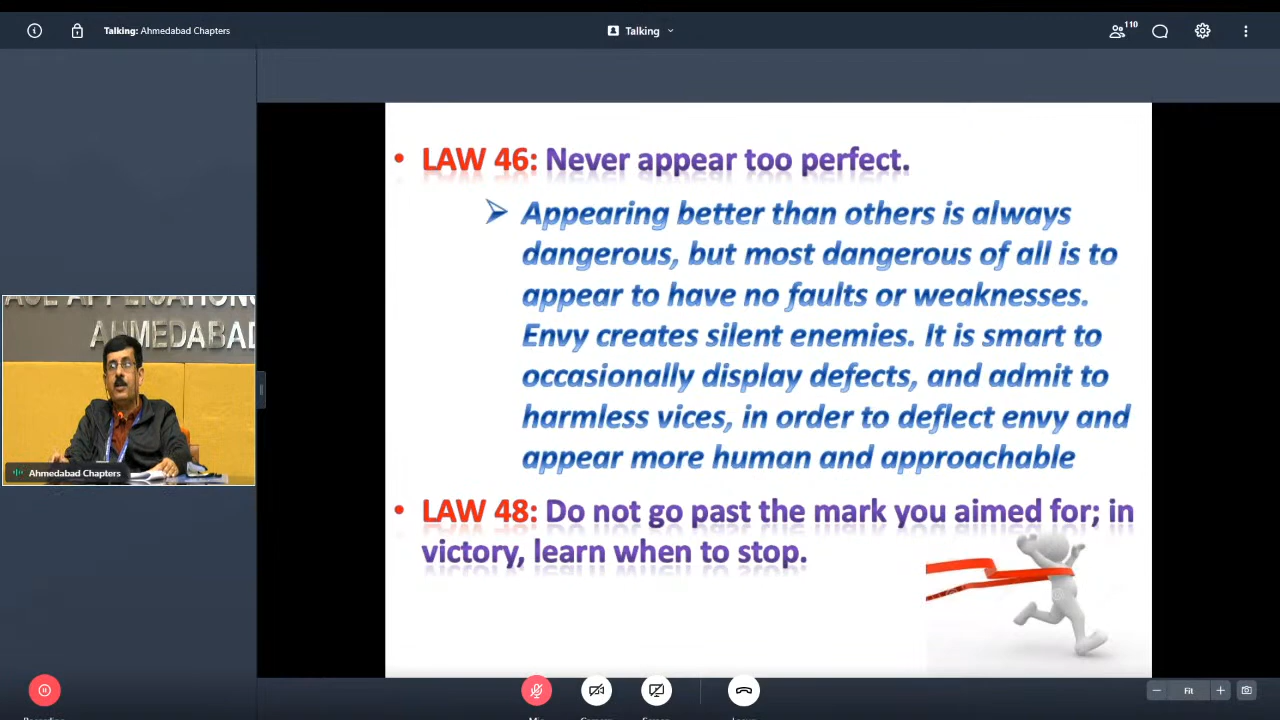 Talking: Ahmedabad Chapters
Talking
110
• LAW 46: Never appear too perfect.
➢ Appearing better than others is always
dangerous, but most dangerous of all is to
appear to have no faults or weaknesses.
Envy creates silent enemies. It is smart to
occasionally display defects, and admit to
harmless vices, in order to deflect envy and
appear more human and approachable
• LAW 48: Do not go past the mark you aimed for; in
victory, learn when to stop.
AHMEDABAD
Ahmedabad Chapters
Fit